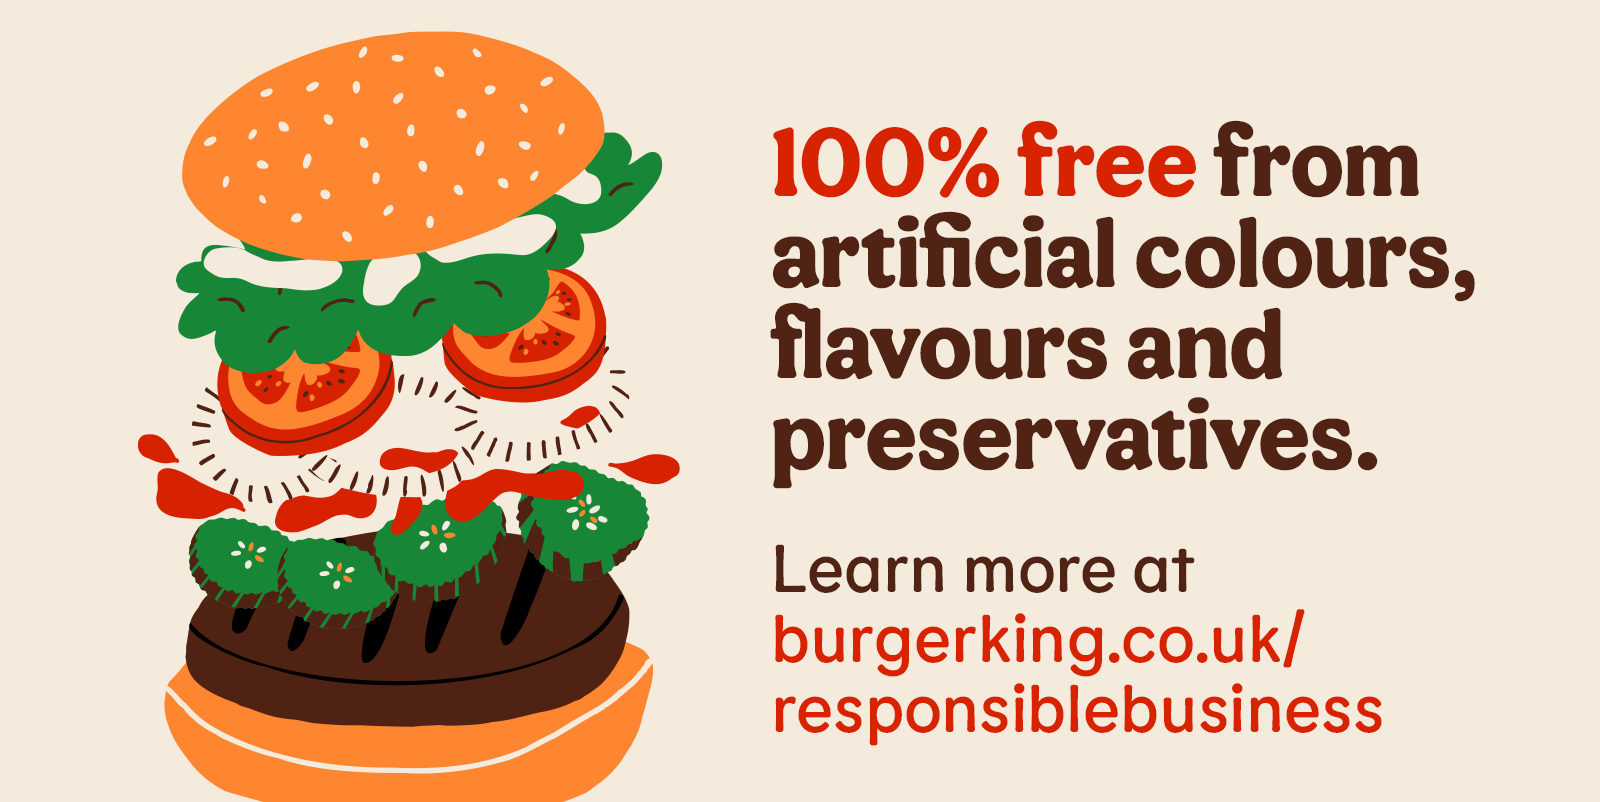 100% free from
artificial colours,
flavours and
preservatives.
Learn more at
burgerking.co.uk/
responsiblebusiness